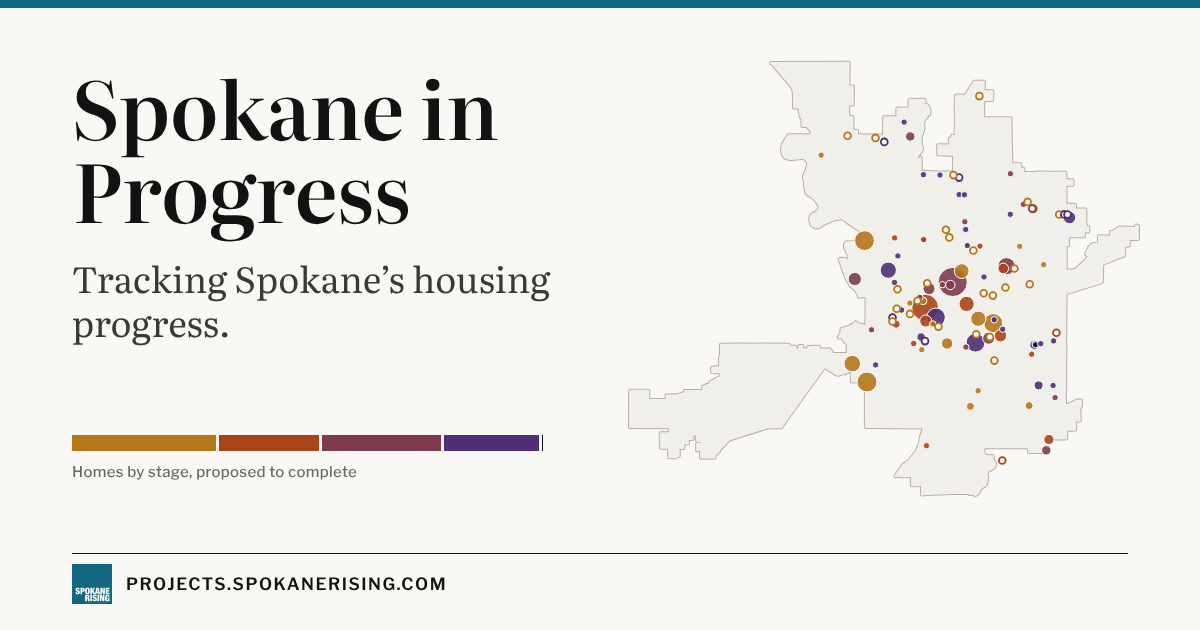 Spokane in
Progress
Tracking Spokane’s housing
progress.
Homes by stage, proposed to complete
SPOKANE
RISING
PROJECTS.SPOKANERISING.COM